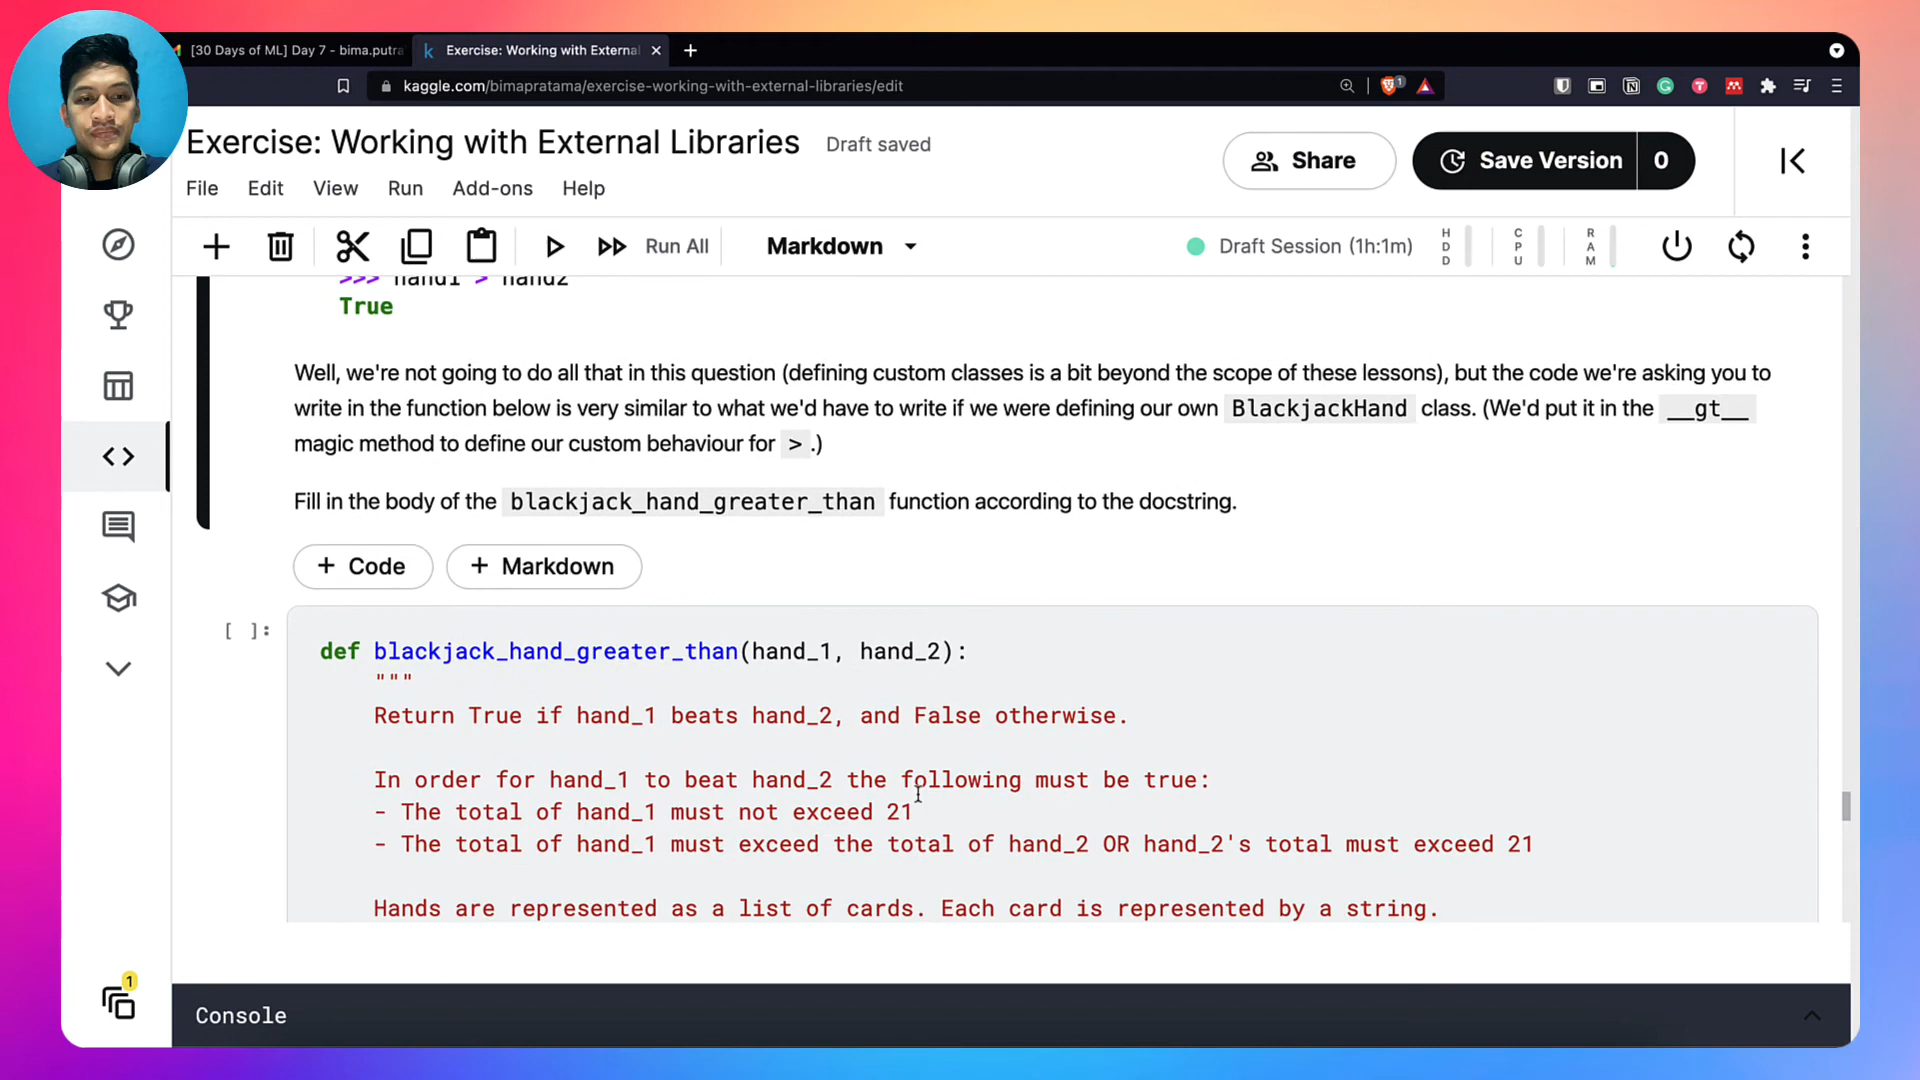 [30 Days of ML] Day 7 - bima.putra
Exercise: Working with External
kaggle.com/bimapratama/exercise-working-with-external-libraries/edit
1
Exercise: Working with External Libraries
Draft saved
Share
Save Version
0
File Edit View Run Add-ons Help
Run All
Markdown
Draft Session (1h:1m)
HDD
CPU
RAM
>>> hand1 > hand2
True
Well, we're not going to do all that in this question (defining custom classes is a bit beyond the scope of these lessons), but the code we're asking you to
write in the function below is very similar to what we'd have to write if we were defining our own BlackjackHand class. (We'd put it in the __gt__
magic method to define our custom behaviour for > .)
Fill in the body of the blackjack_hand_greater_than function according to the docstring.
+ Code
+ Markdown
[ ]:
def blackjack_hand_greater_than(hand_1, hand_2):
"""
Return True if hand_1 beats hand_2, and False otherwise.
In order for hand_1 to beat hand_2 the following must be true:
- The total of hand_1 must not exceed 21
- The total of hand_1 must exceed the total of hand_2 OR hand_2's total must exceed 21
Hands are represented as a list of cards. Each card is represented by a string.
1
Console